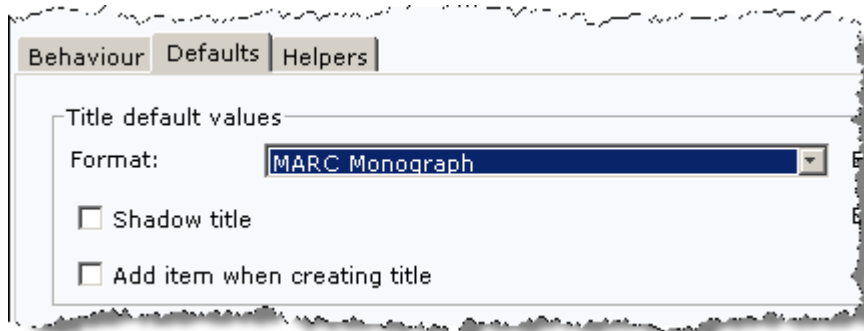 Behaviour Defaults Helpers
Title default values
Format: MARC Monograph
Shadow title
Add item when creating title